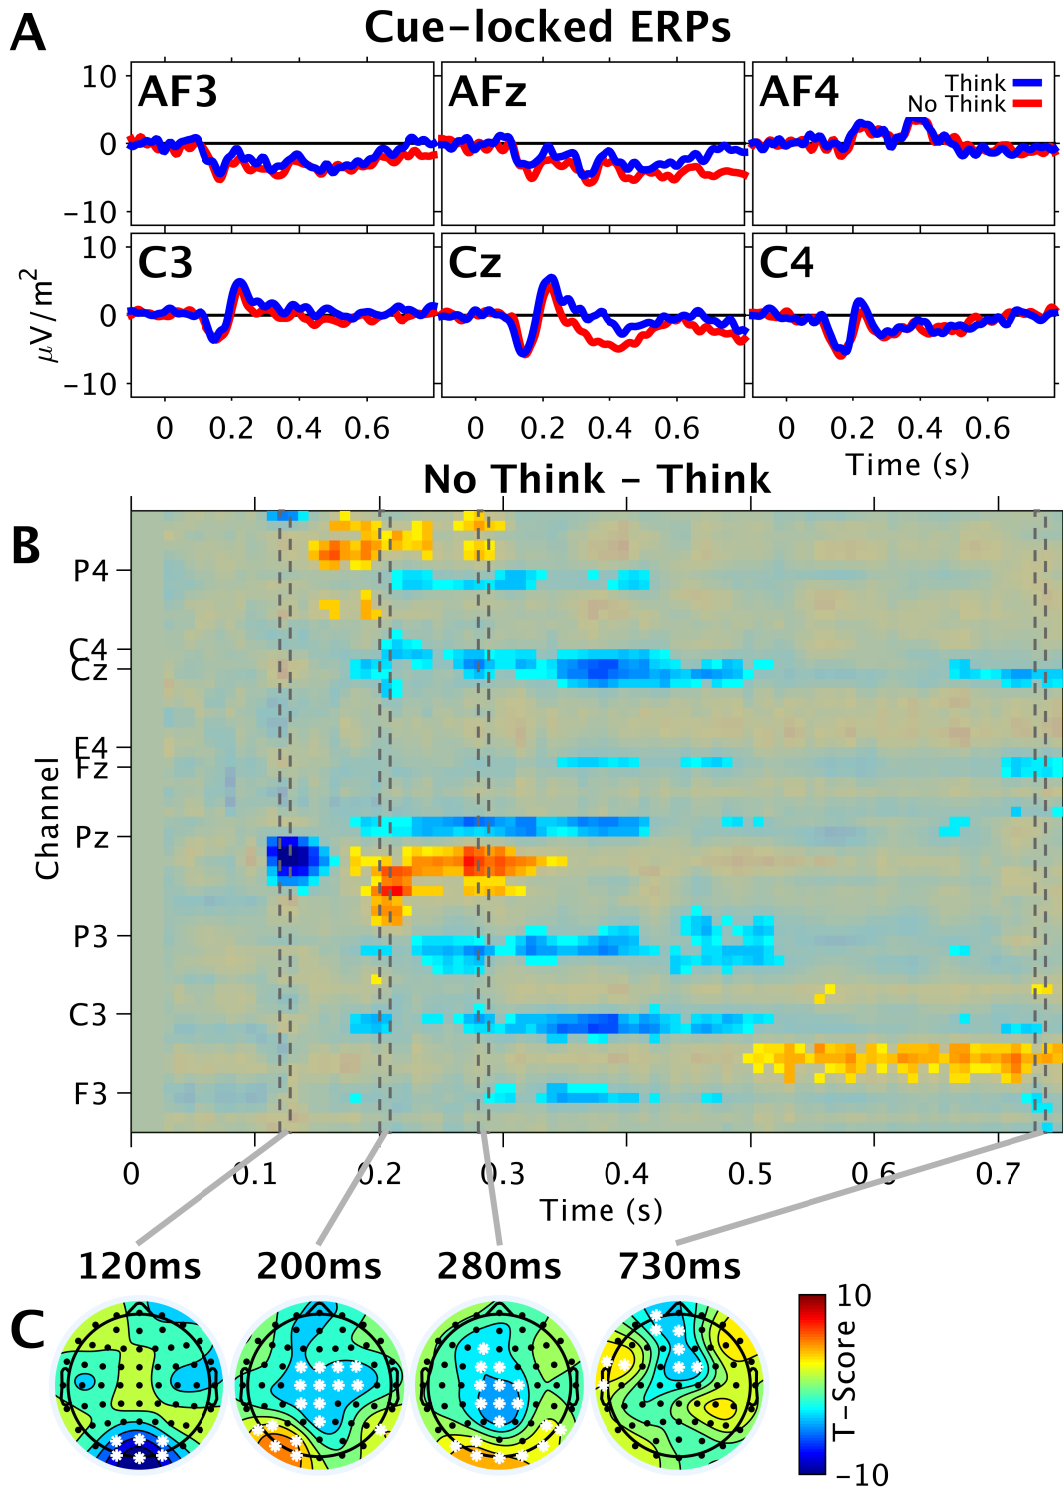 A
Cue-locked ERPs
10
0
-10
AF3
AFz
AF4
Think
No Think
10
0
-10
μV/m²
C3
Cz
C4
0 0.2 0.4 0.6 0 0.2 0.4 0.6 0 0.2 0.4 0.6
Time (s)
No Think - Think
B
Channel
P4
C4
Cz
F4
Fz
Pz
P3
C3
F3
0 0.1 0.2 0.3 0.4 0.5 0.6 0.7
Time (s)
120ms 200ms 280ms 730ms
C
10
T-Score
-10